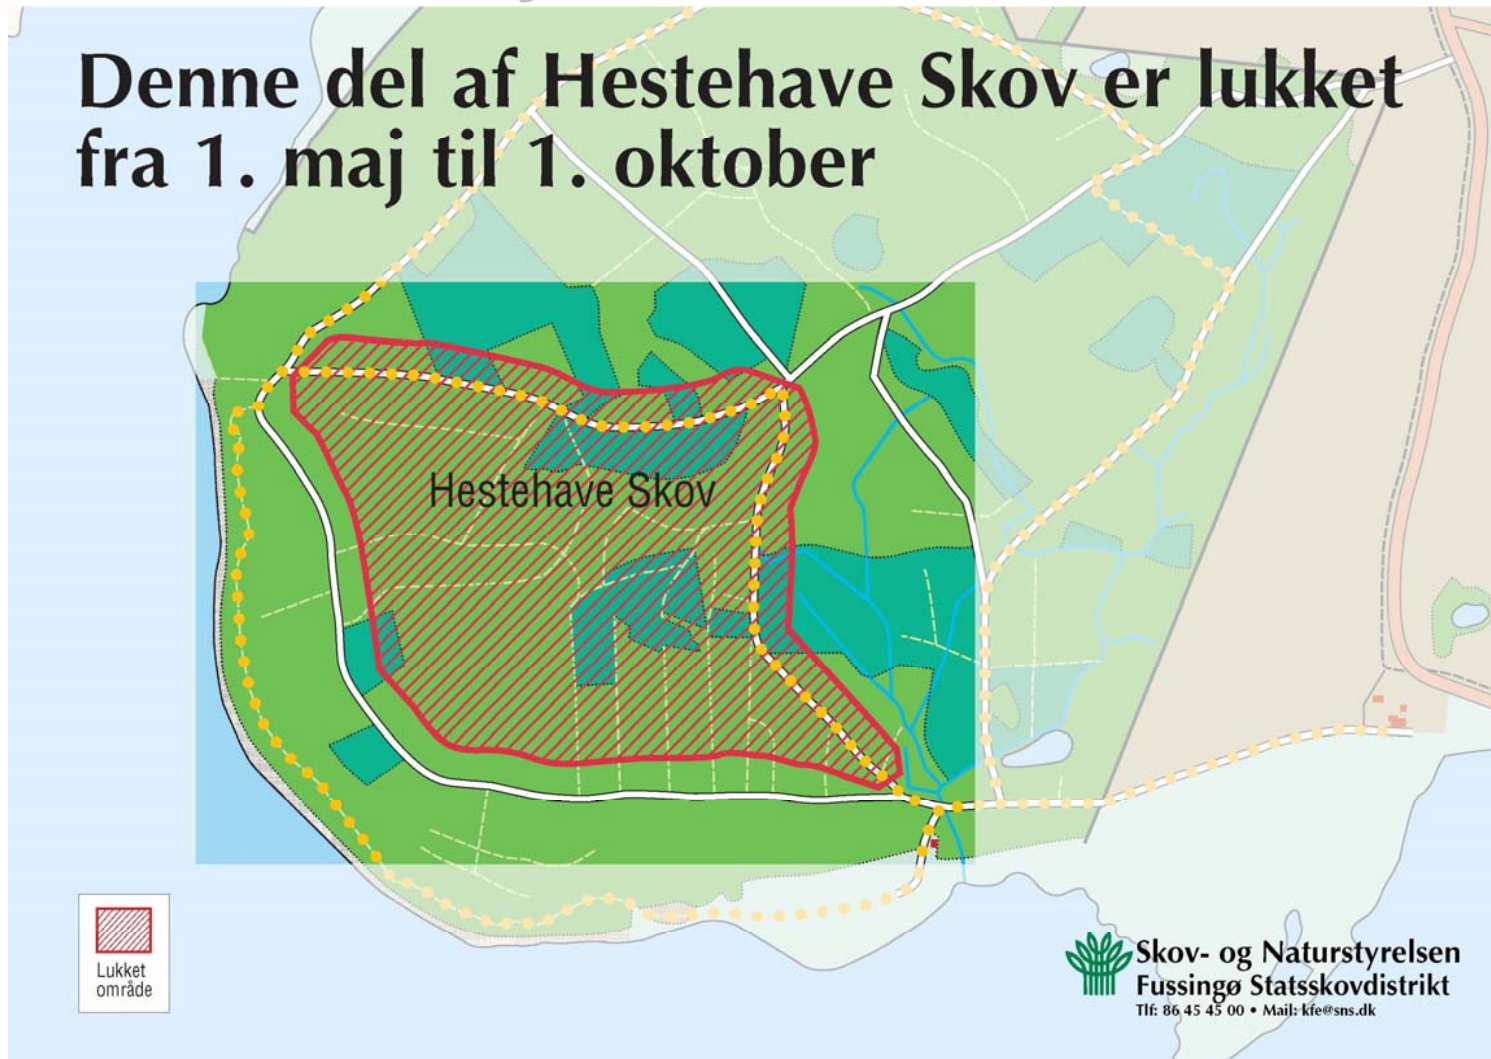 Denne del af Hestehave Skov er lukket
fra 1. maj til 1. oktober
Hestehave Skov
Lukket
område
Skov- og Naturstyrelsen
Fussingø Statsskovdistrikt
Tlf: 86 45 45 00 • Mail: kfe@sns.dk